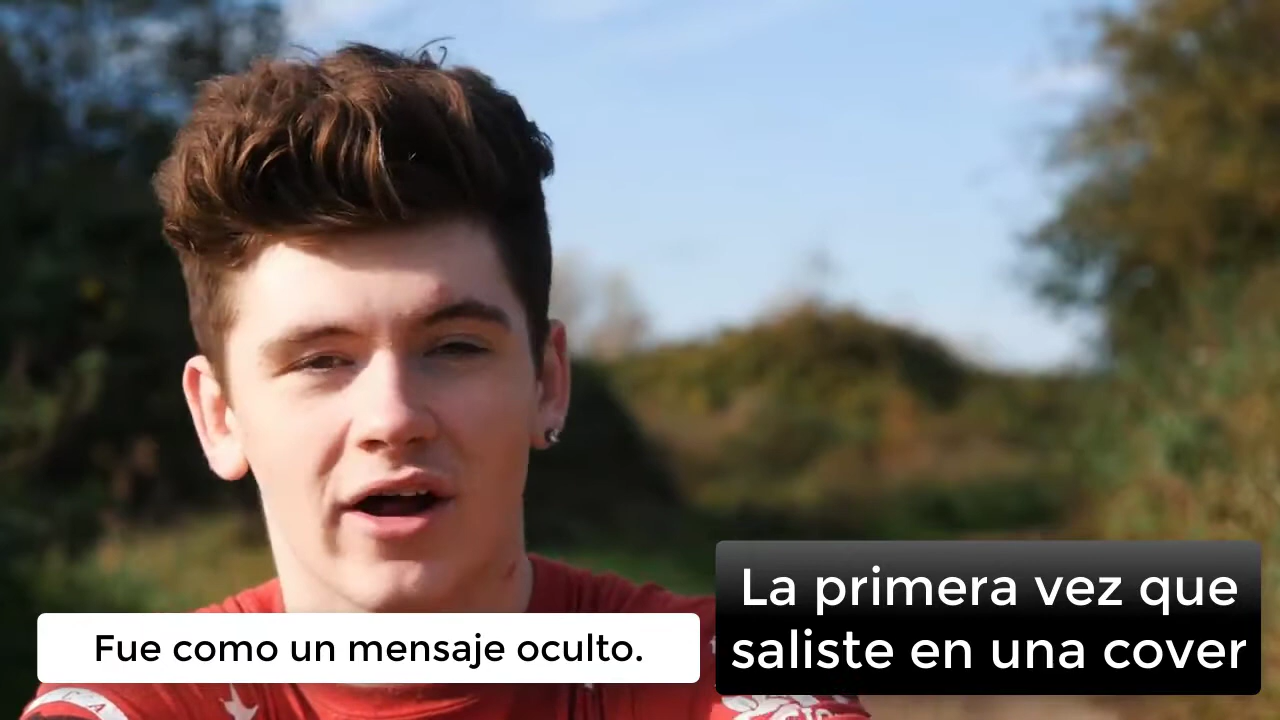 La primera vez que
saliste en una cover
Fue como un mensaje oculto.